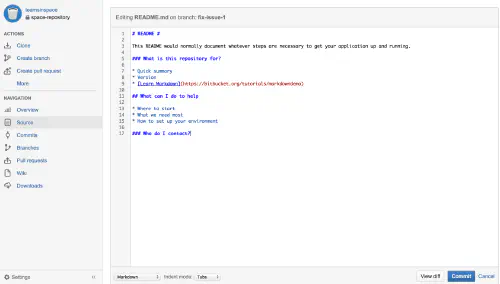 teamsinspace
space-repository
ACTIONS
Clone
Create branch
Create pull request
More
NAVIGATION
Overview
Source
Commits
Branches
Pull requests
Wiki
Downloads
Settings
Editing README.md on branch: fix-issue-1
1 # README #
2
3 This README would normally document whatever steps are necessary to get your application up and running.
4
5 ### What is this repository for?
6
7 * Quick summary
8 * Version
9 * [Learn Markdown](https://bitbucket.org/tutorials/markdowndemo)
10
11 ## What can I do to help
12
13 * Where to start
14 * What we need most
15 * How to set up your environment
16
17 ### Who do I contact?
Markdown Indent mode: Tabs View diff Commit Cancel